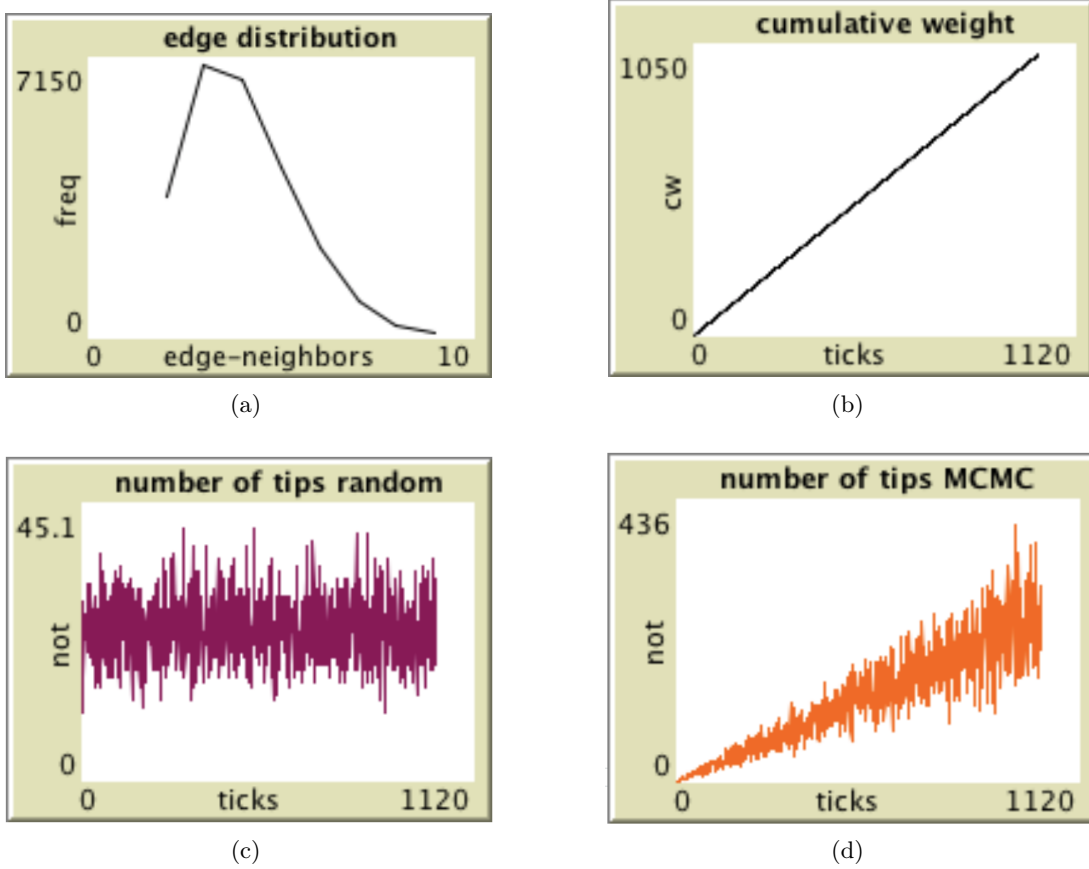 edge distribution
7150
freq
0
0 edge-neighbors 10
(a)
cumulative weight
1050
cw
0
0 ticks 1120
(b)
number of tips random
45.1
not
0
0 ticks 1120
(c)
number of tips MCMC
436
not
0
0 ticks 1120
(d)